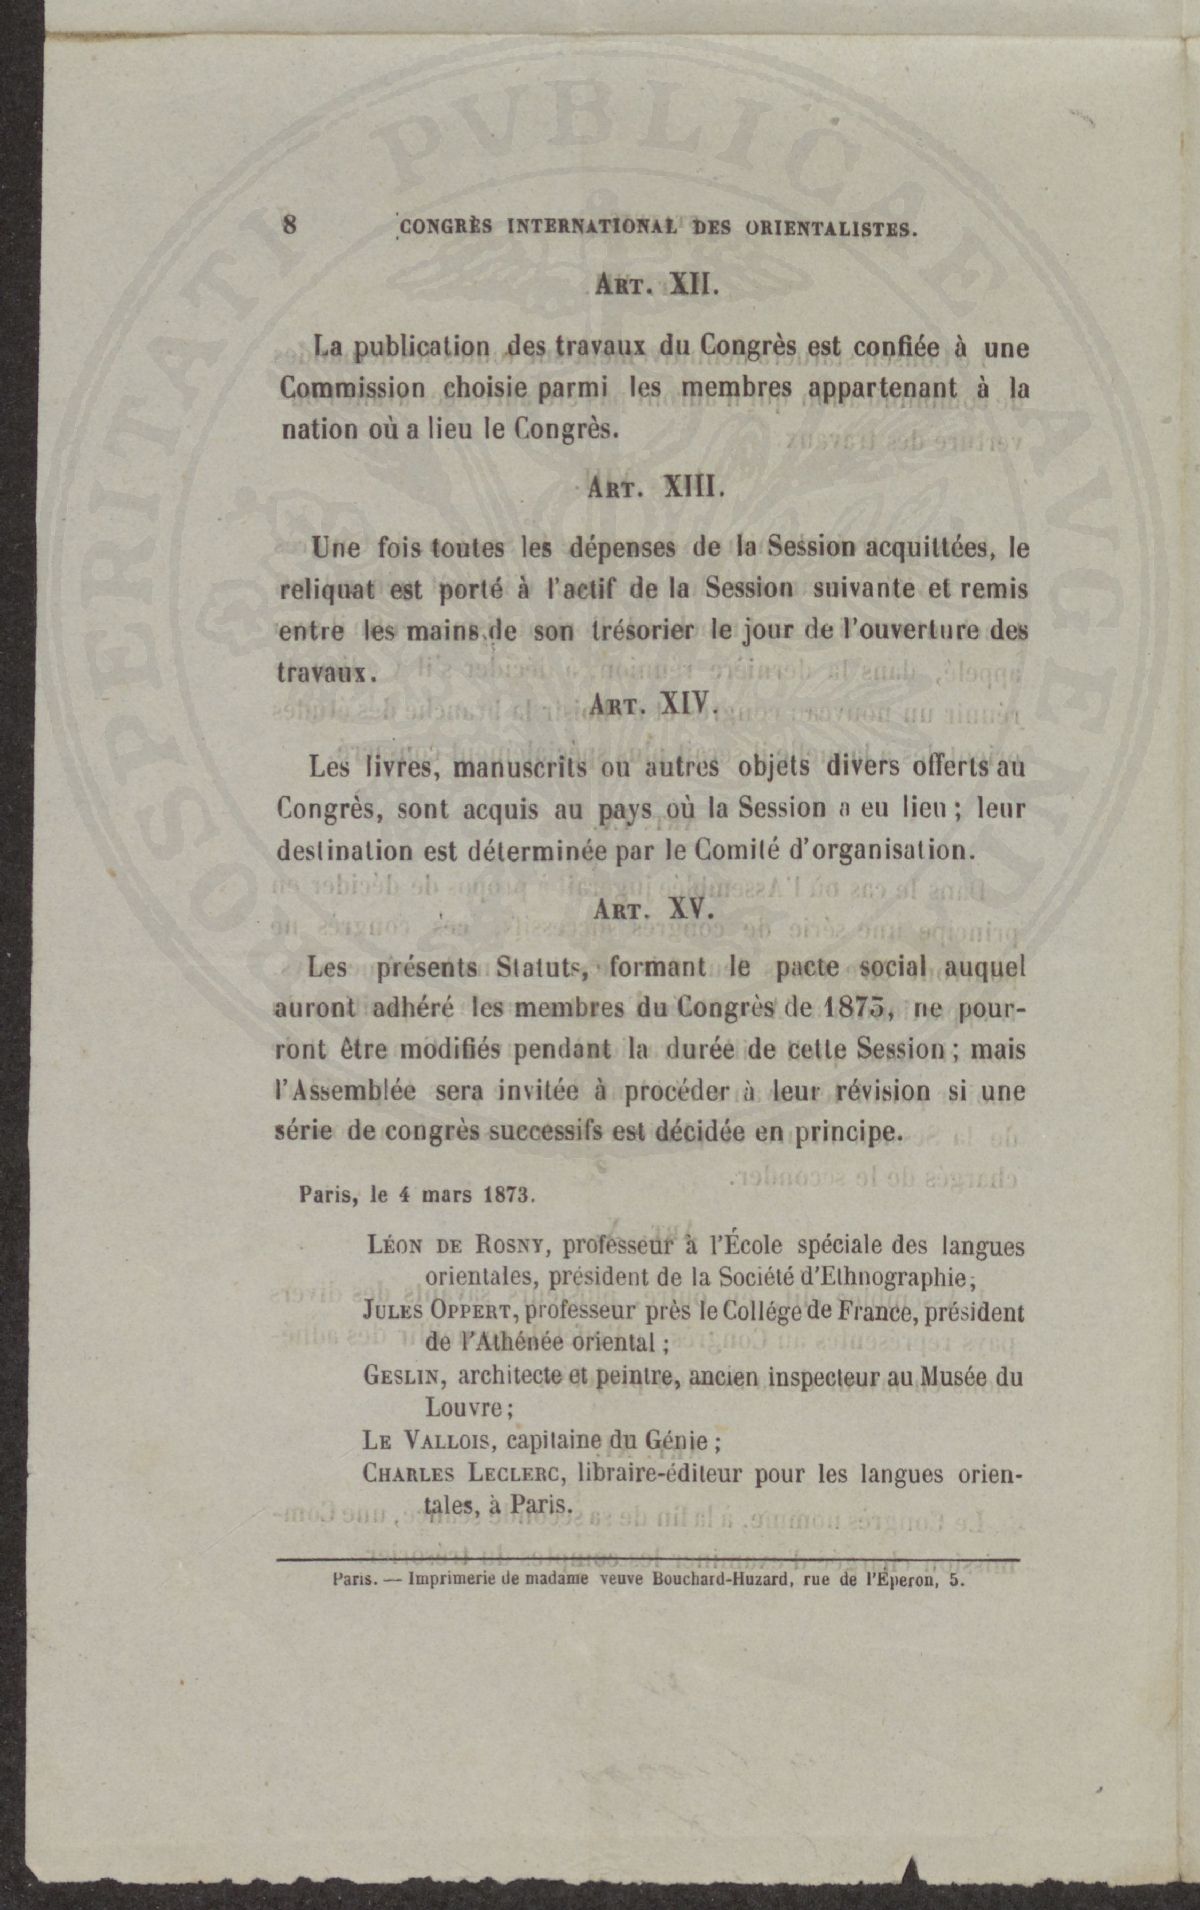 8 CONGRÈS INTERNATIONAL DES ORIENTALISTES.
ART. XII.
La publication des travaux du Congrès est confiée à une
Commission choisie parmi les membres appartenant à la
nation où a lieu le Congrès.
ART. XIII.
Une fois toutes les dépenses de la Session acquittées, le
reliquat est porté à l'actif de la Session suivante et remis
entre les mains de son trésorier le jour de l'ouverture des
travaux.
ART. XIV.
Les livres, manuscrits ou autres objets divers offerts au
Congrès, sont acquis au pays où la Session a eu lieu ; leur
destination est déterminée par le Comité d'organisation.
ART. XV.
Les présents Statuts, formant le pacte social auquel
auront adhéré les membres du Congrès de 1873, ne pour-
ront être modifiés pendant la durée de cette Session ; mais
l'Assemblée sera invitée à procéder à leur révision si une
série de congrès successifs est décidée en principe.
Paris, le 4 mars 1873.
LÉON DE ROSNY, professeur à l'École spéciale des langues
orientales, président de la Société d'Ethnographie;
JULES OPPERT, professeur près le Collége de France, président
de l'Athénée oriental ;
GESLIN, architecte et peintre, ancien inspecteur au Musée du
Louvre ;
LE VALLOIS, capitaine du Génie ;
CHARLES LECLERC, libraire-éditeur pour les langues orien-
tales, à Paris.
Paris. — Imprimerie de madame veuve Bouchard-Huzard, rue de l'Éperon, 5.